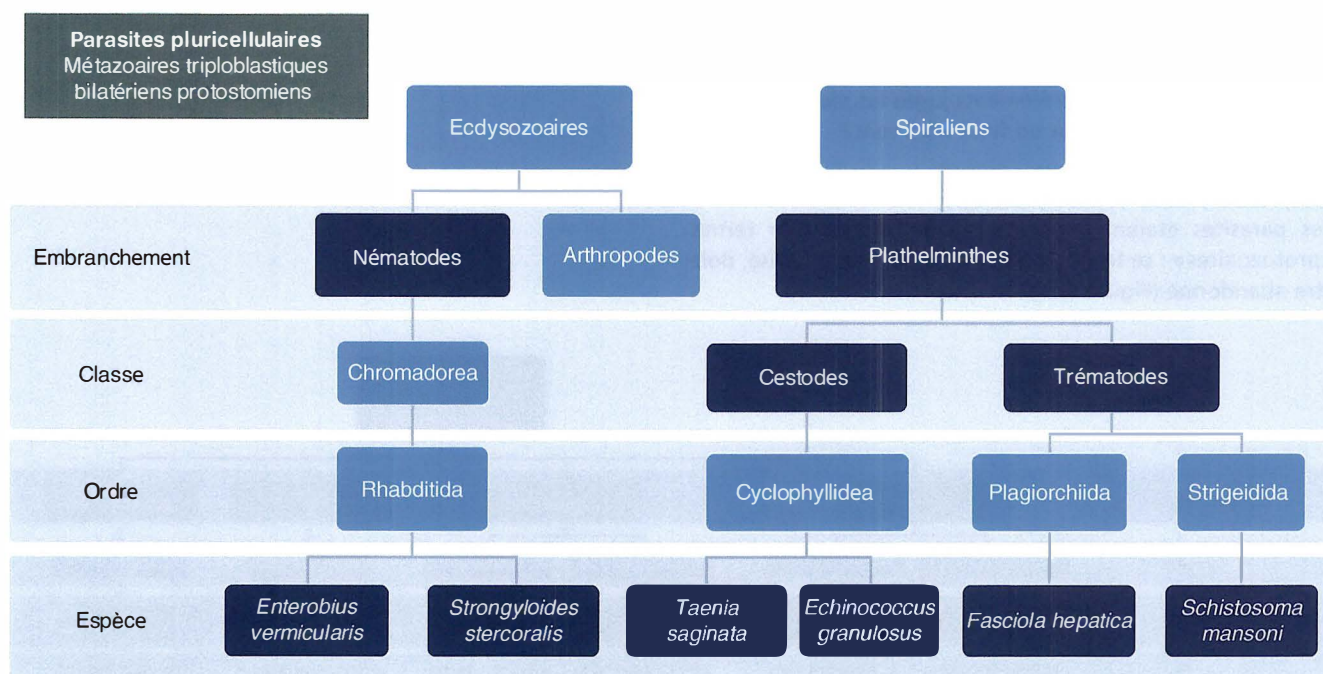 Parasites pluricellulaires
Métazoaires triploblastiques
bilatériens protostomiens
Ecdysozoaires
Spiraliens
Embranchement
Nématodes
Arthropodes
Plathelminthes
Classe
Chromadorea
Cestodes
Trématodes
Ordre
Rhabditida
Cyclophyllidea
Plagiorchiida
Strigeidida
Espèce
Enterobius
vermicularis
Strongyloides
stercoralis
Taenia
saginata
Echinococcus
granulosus
Fasciola hepatica
Schistosoma
mansoni